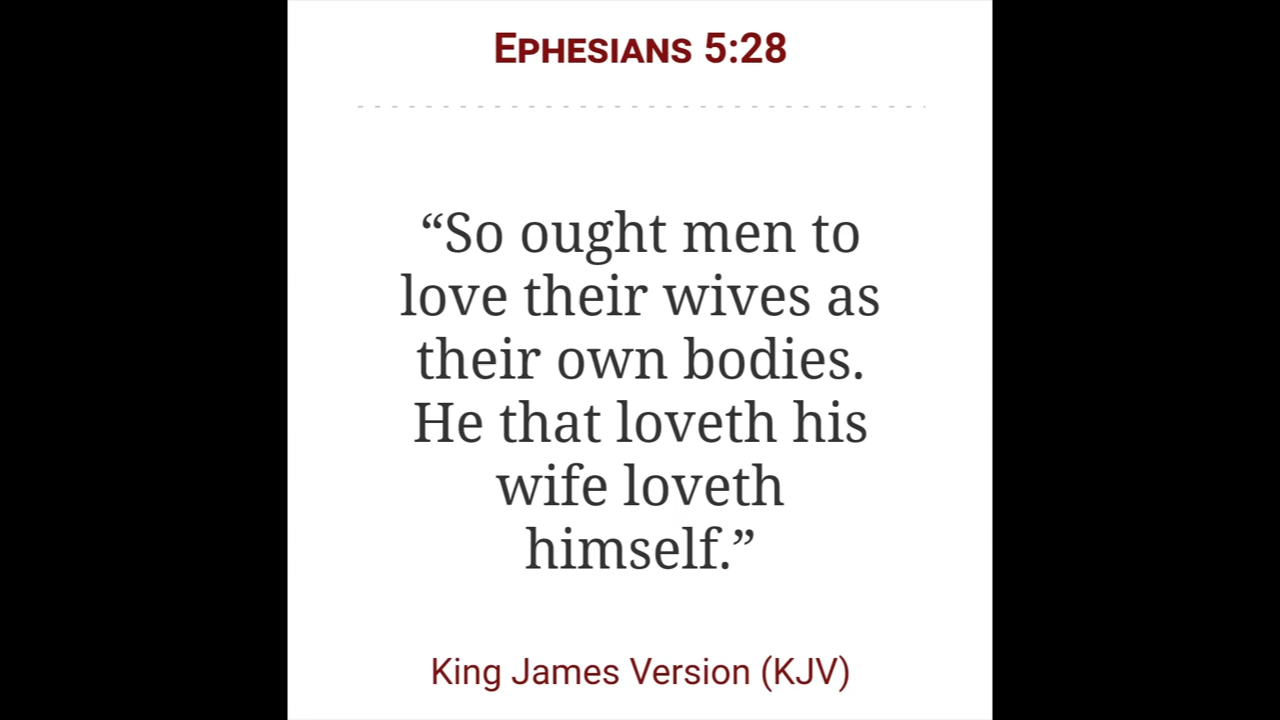 EPHESIANS 5:28
“So ought men to
love their wives as
their own bodies.
He that loveth his
wife loveth
himself.”
King James Version (KJV)